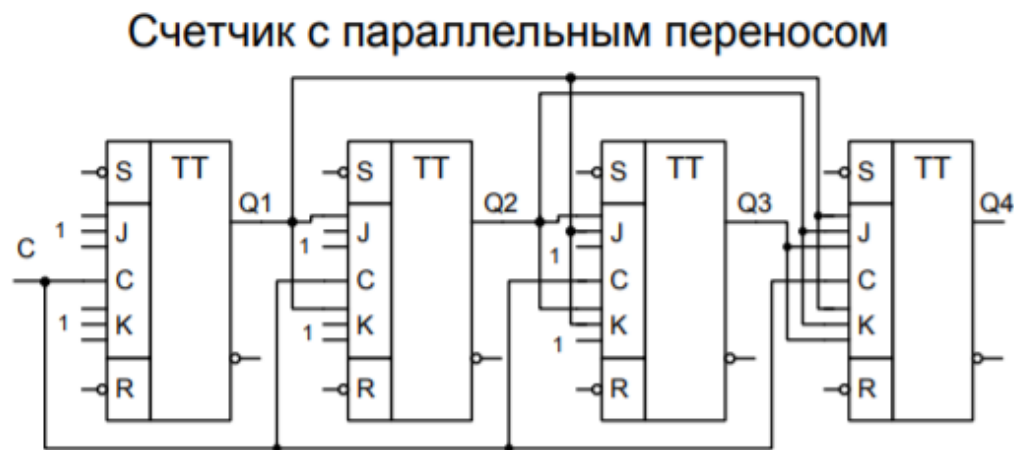 Счетчик с параллельным переносом
S TT S TT S TT S TT
Q1 Q2 Q3 Q4
1 J 1 J 1 J J
C
C C C C
1 K 1 K 1 K K
R R R R